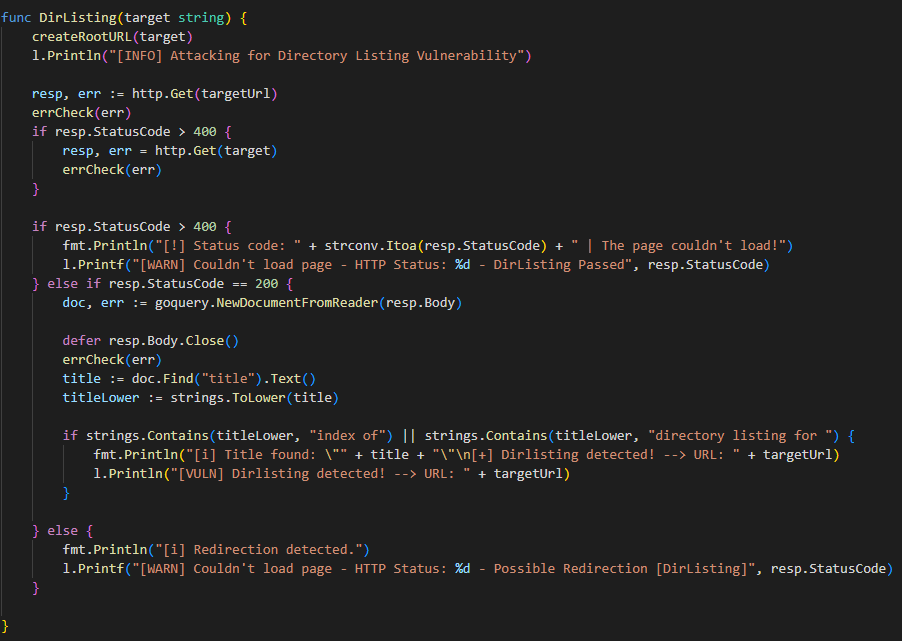 func DirListing(target string) {
    createRootURL(target)
    l.Println("[INFO] Attacking for Directory Listing Vulnerability")

    resp, err := http.Get(targetUrl)
    errCheck(err)
    if resp.StatusCode > 400 {
        resp, err = http.Get(target)
        errCheck(err)
    }

    if resp.StatusCode > 400 {
        fmt.Println("[!] Status code: " + strconv.Itoa(resp.StatusCode) + " | The page couldn't load!")
        l.Printf("[WARN] Couldn't load page - HTTP Status: %d - DirListing Passed", resp.StatusCode)
    } else if resp.StatusCode == 200 {
        doc, err := goquery.NewDocumentFromReader(resp.Body)

        defer resp.Body.Close()
        errCheck(err)
        title := doc.Find("title").Text()
        titleLower := strings.ToLower(title)

        if strings.Contains(titleLower, "index of") || strings.Contains(titleLower, "directory listing for ") {
            fmt.Println("[i] Title found: \"" + title + "\"\n[+] Dirlisting detected! --> URL: " + targetUrl)
            l.Println("[VULN] Dirlisting detected! --> URL: " + targetUrl)
        }

    } else {
        fmt.Println("[i] Redirection detected.")
        l.Printf("[WARN] Couldn't load page - HTTP Status: %d - Possible Redirection [DirListing]", resp.StatusCode)
    }

}